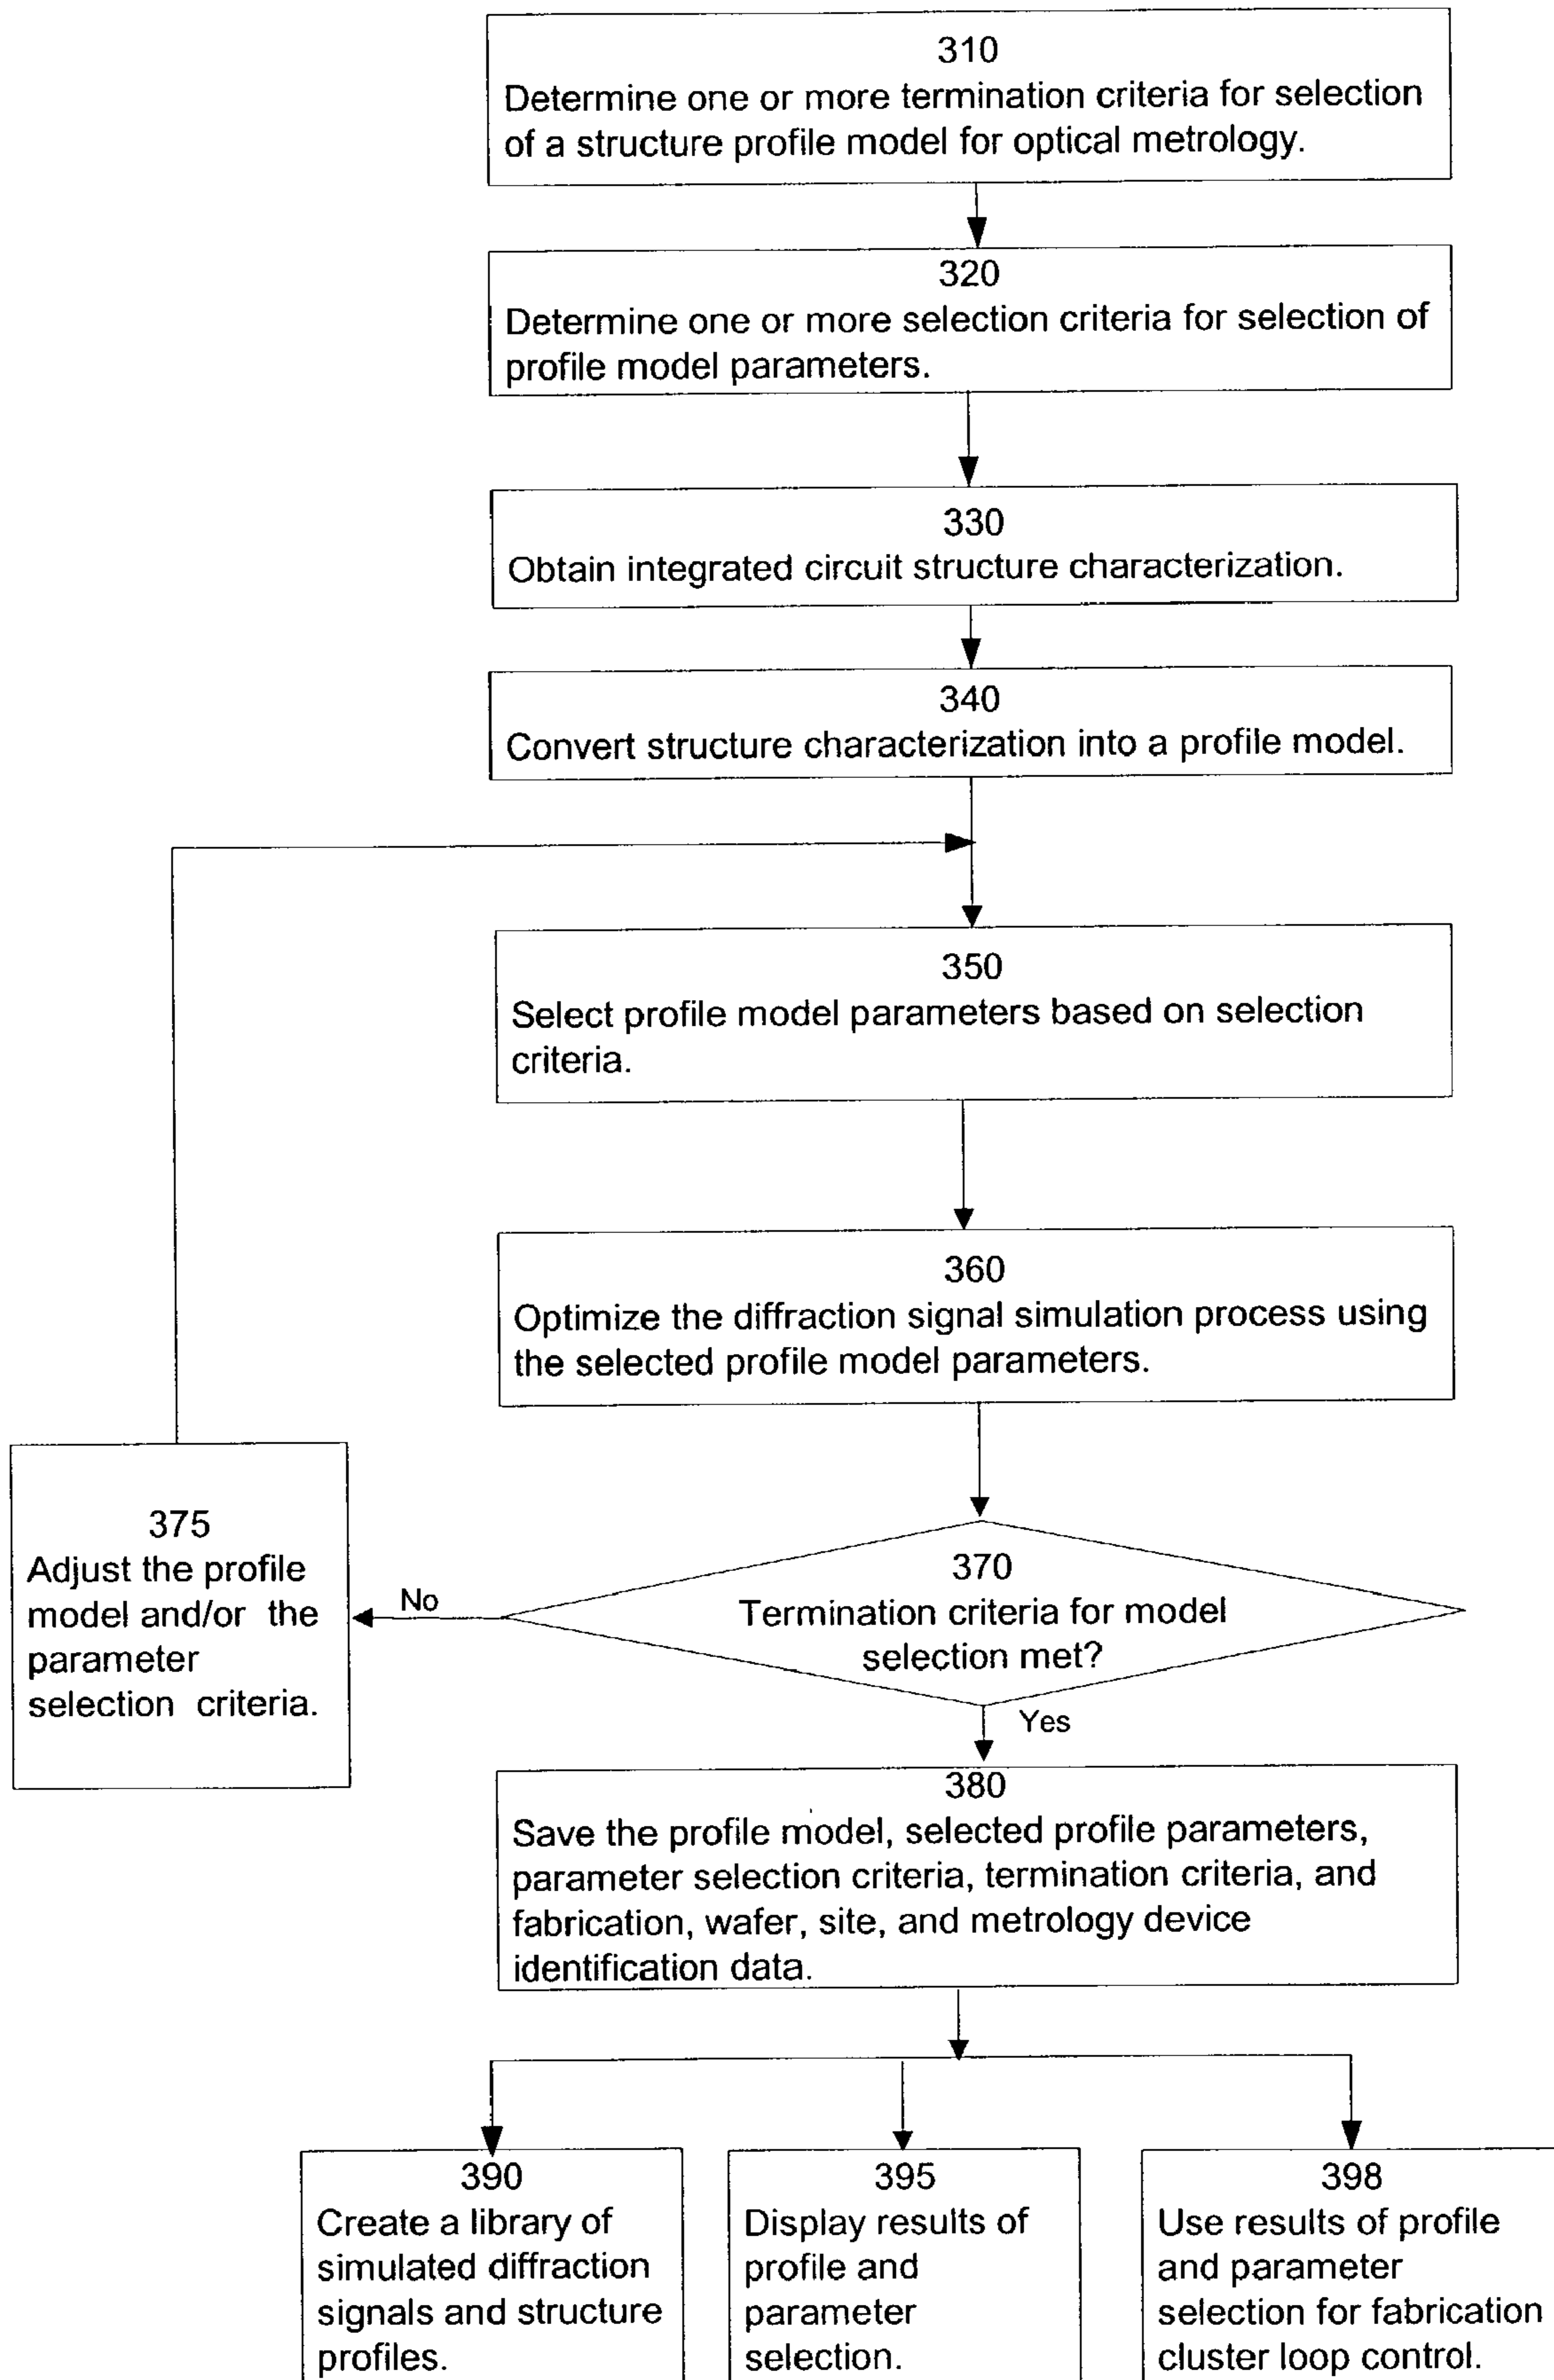 310
Determine one or more termination criteria for selection
of a structure profile model for optical metrology.
320
Determine one or more selection criteria for selection of
profile model parameters.
330
Obtain integrated circuit structure characterization.
340
Convert structure characterization into a profile model.
350
Select profile model parameters based on selection
criteria.
360
Optimize the diffraction signal simulation process using
the selected profile model parameters.
370
Termination criteria for model
selection met?
No
375
Adjust the profile
model and/or the
parameter
selection criteria.
Yes
380
Save the profile model, selected profile parameters,
parameter selection criteria, termination criteria, and
fabrication, wafer, site, and metrology device
identification data.
390
Create a library of
simulated diffraction
signals and structure
profiles.
395
Display results of
profile and
parameter
selection.
398
Use results of profile
and parameter
selection for fabrication
cluster loop control.